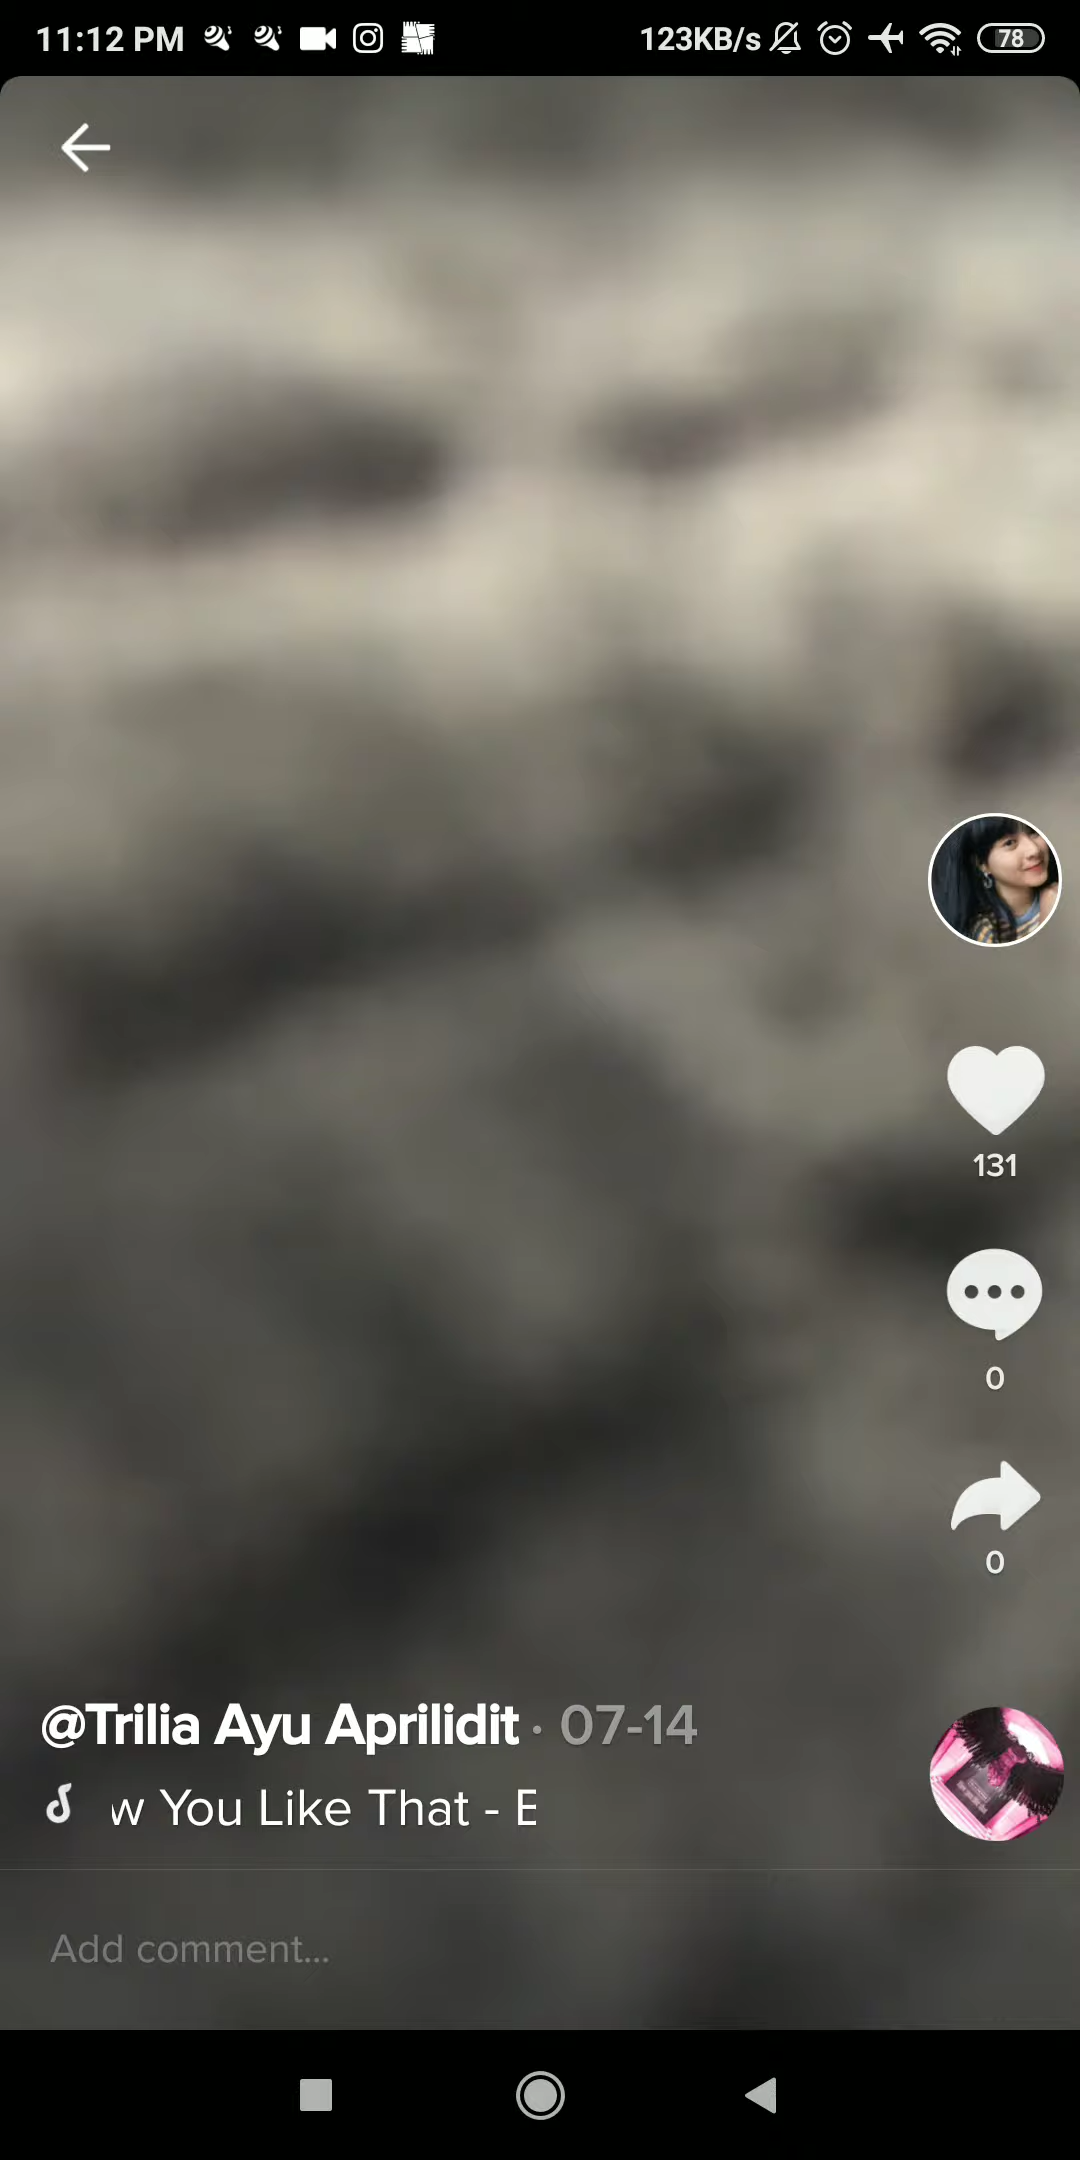 11:12 PM 123KB/s 78
131
0
0
@Trilia Ayu Aprilidit · 07-14
w You Like That - E
Add comment...